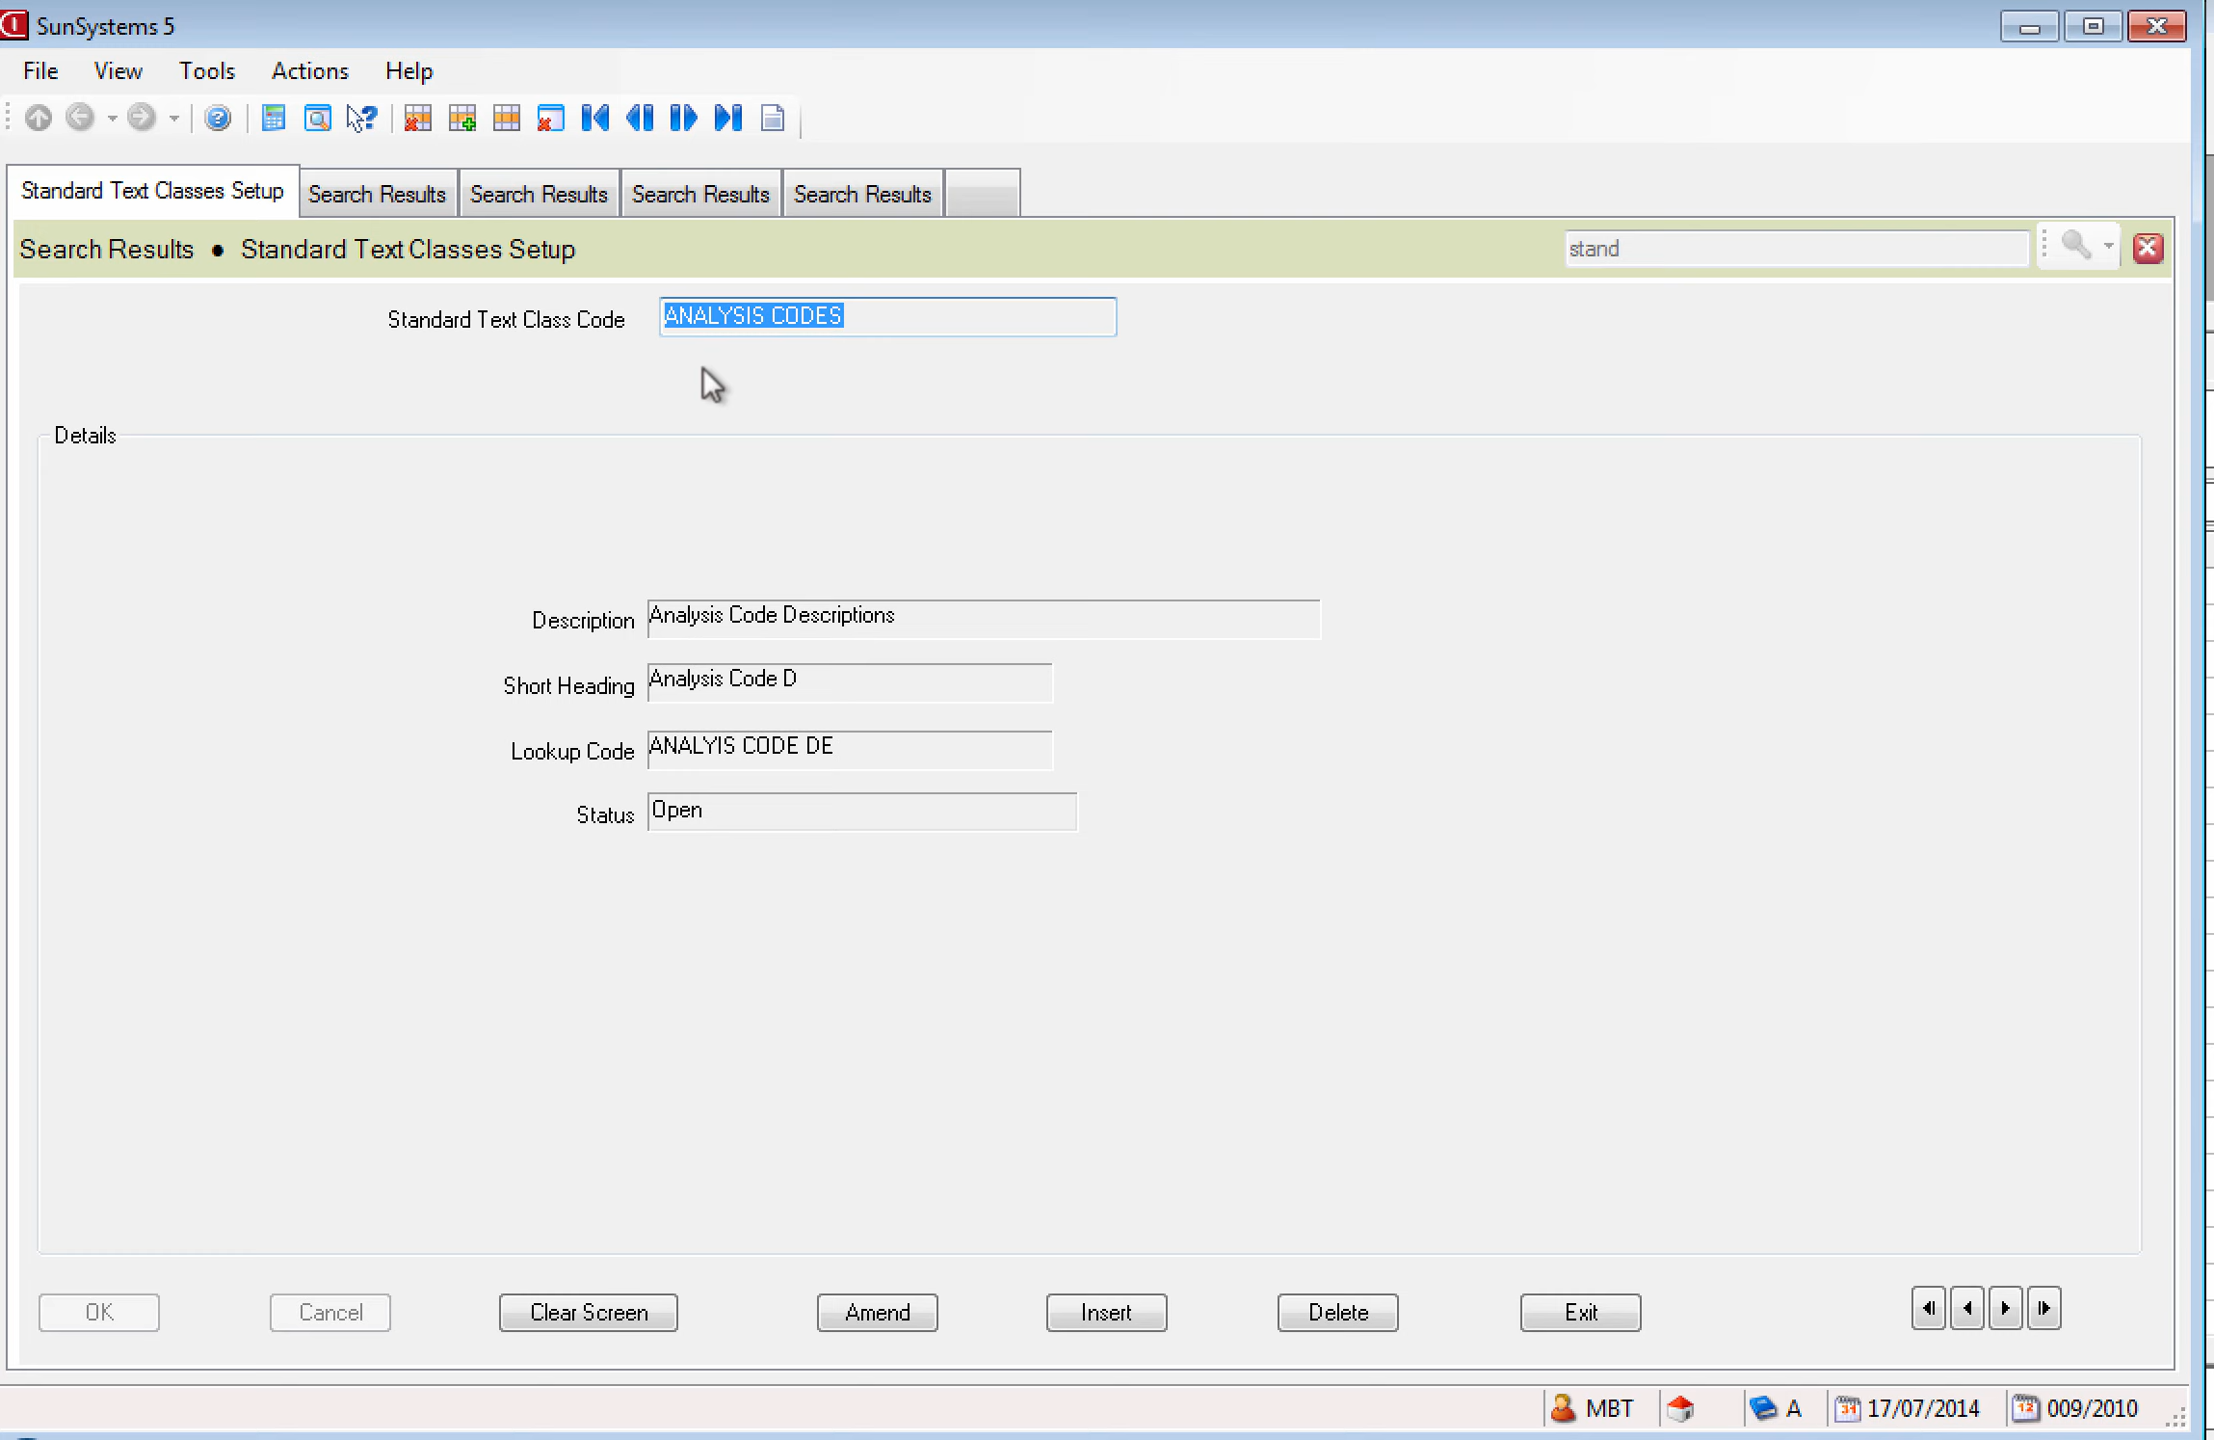 SunSystems 5
File View Tools Actions Help
Standard Text Classes Setup Search Results Search Results Search Results Search Results
Search Results • Standard Text Classes Setup stand
Standard Text Class Code ANALYSIS CODES
Details
Description Analysis Code Descriptions
Short Heading Analysis Code D
Lookup Code ANALYIS CODE DE
Status Open
OK Cancel Clear Screen Amend Insert Delete Exit
MBT A 17/07/2014 009/2010